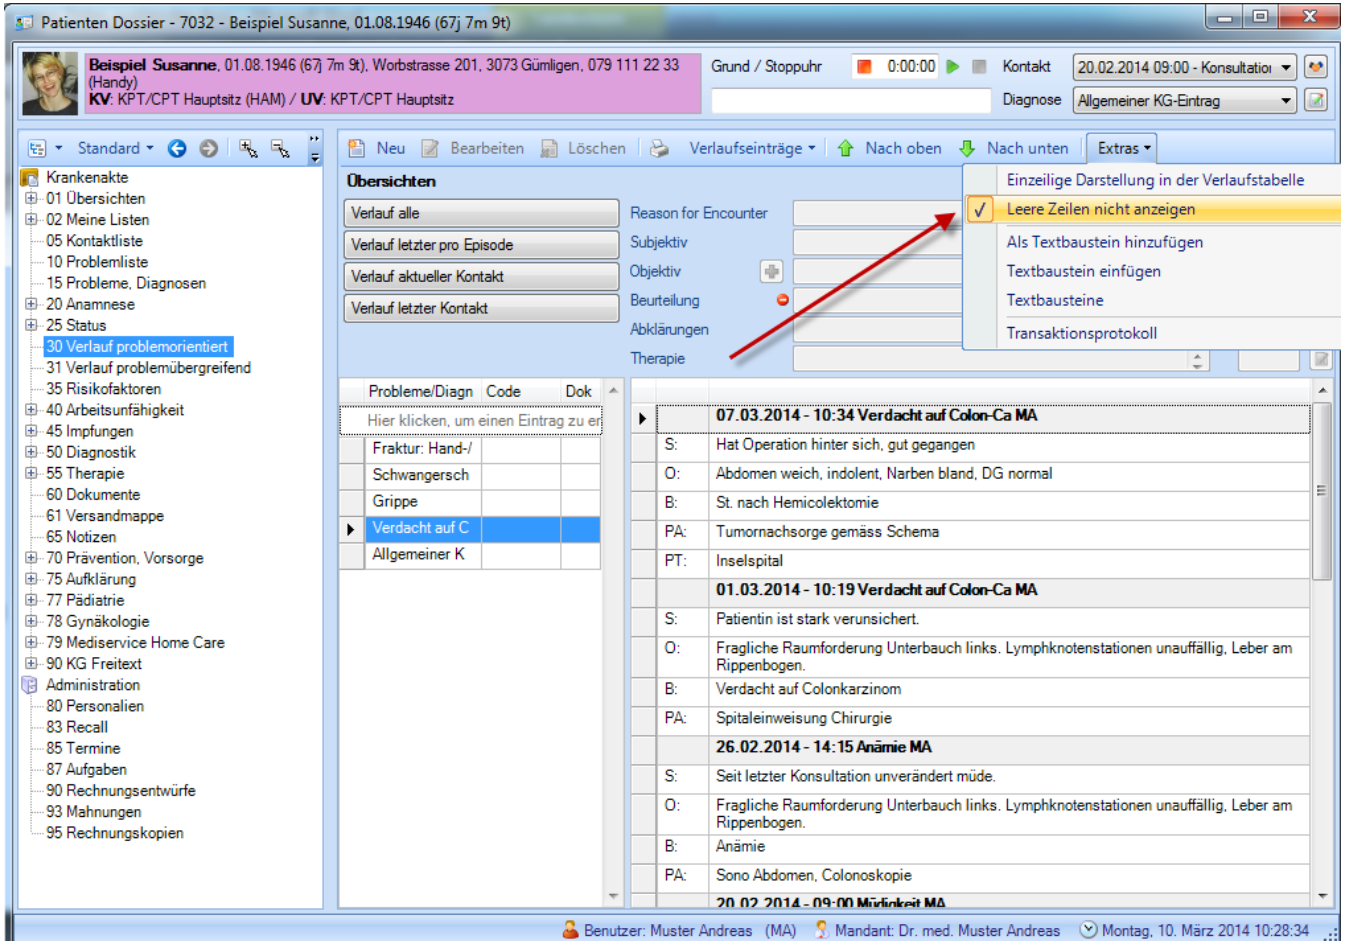 Patienten Dossier - 7032 - Beispiel Susanne, 01.08.1946 (67j 7m 9t)
Beispiel Susanne, 01.08.1946 (67j 7m 9t), Worbstrasse 201, 3073 Gümligen, 079 111 22 33
(Handy)
KV: KPT/CPT Hauptsitz (HAM) / UV: KPT/CPT Hauptsitz
Grund / Stoppuhr
0:00:00
Kontakt
20.02.2014 09:00 - Konsultation
Diagnose
Allgemeiner KG-Eintrag
Standard
Neu
Bearbeiten
Löschen
Verlaufseinträge
Nach oben
Nach unten
Extras
Krankenakte
01 Übersichten
02 Meine Listen
05 Kontaktliste
10 Problemliste
15 Probleme, Diagnosen
20 Anamnese
25 Status
30 Verlauf problemorientiert
31 Verlauf problemübergreifend
35 Risikofaktoren
40 Arbeitsunfähigkeit
45 Impfungen
50 Diagnostik
55 Therapie
60 Dokumente
61 Versandmappe
65 Notizen
70 Prävention, Vorsorge
75 Aufklärung
77 Pädiatrie
78 Gynäkologie
79 Mediservice Home Care
90 KG Freitext
Administration
80 Personalien
83 Recall
85 Termine
87 Aufgaben
90 Rechnungsentwürfe
93 Mahnungen
95 Rechnungskopien
Übersichten
Verlauf alle
Verlauf letzter pro Episode
Verlauf aktueller Kontakt
Verlauf letzter Kontakt
Reason for Encounter
Subjektiv
Objektiv
Beurteilung
Abklärungen
Therapie
Einzeilige Darstellung in der Verlaufstabelle
Leere Zeilen nicht anzeigen
Als Textbaustein hinzufügen
Textbaustein einfügen
Textbausteine
Transaktionsprotokoll
Probleme/Diagn Code Dok
Hier klicken, um einen Eintrag zu er
Fraktur: Hand-/
Schwangersch
Grippe
Verdacht auf C
Allgemeiner K
07.03.2014 - 10:34 Verdacht auf Colon-Ca MA
S: Hat Operation hinter sich, gut gegangen
O: Abdomen weich, indolent, Narben bland, DG normal
B: St. nach Hemicolektomie
PA: Tumornachsorge gemäss Schema
PT: Inselspital
01.03.2014 - 10:19 Verdacht auf Colon-Ca MA
S: Patientin ist stark verunsichert.
O: Fragliche Raumforderung Unterbauch links. Lymphknotenstationen unauffällig, Leber am
Rippenbogen.
B: Verdacht auf Colonkarzinom
PA: Spitaleinweisung Chirurgie
26.02.2014 - 14:15 Anämie MA
S: Seit letzter Konsultation unverändert müde.
O: Fragliche Raumforderung Unterbauch links. Lymphknotenstationen unauffällig, Leber am
Rippenbogen.
B: Anämie
PA: Sono Abdomen, Colonoskopie
20.02.2014 - 09:00 Müdigkeit MA
Benutzer: Muster Andreas (MA) Mandant: Dr. med. Muster Andreas Montag, 10. März 2014 10:28:34